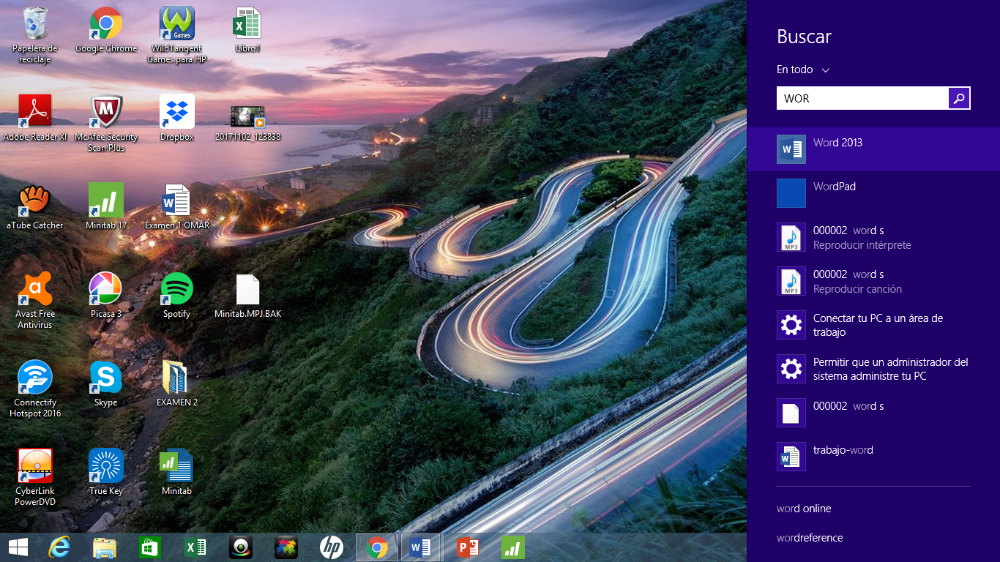 Papelera de
reciclaje
Google Chrome
Games
WildTangent
Games para HP
Libro1
Adobe Reader XI
McAfee Security
Scan Plus
Dropbox
20171102_123838
aTube Catcher
Minitab 17
Examen 1 OMAR
Avast Free
Antivirus
Picasa 3
Spotify
Minitab.MPJ.BAK
Connectify
Hotspot 2016
Skype
EXAMEN 2
CyberLink
PowerDVD
True Key
Minitab
Buscar
En todo
WOR
Word 2013
WordPad
000002 word s
Reproducir intérprete
MP3
000002 word s
Reproducir canción
MP3
Conectar tu PC a un área de
trabajo
Permitir que un administrador del
sistema administre tu PC
000002 word s
trabajo-word
word online
wordreference
hp